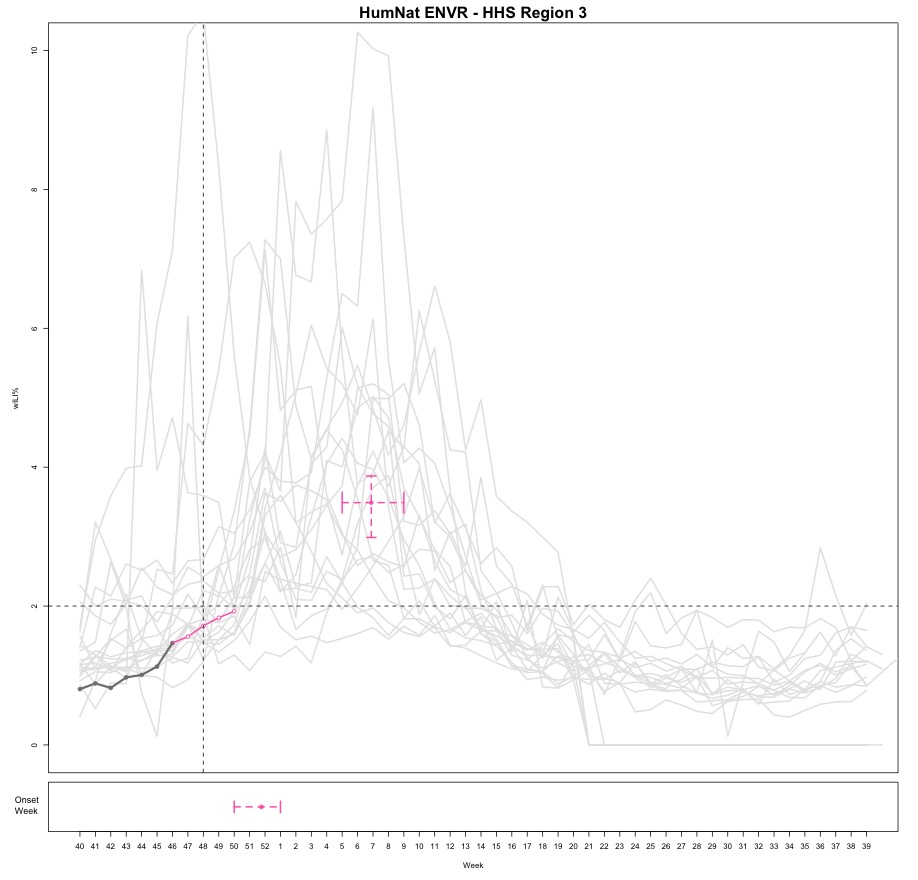 HumNat ENVR - HHS Region 3
wILI%
10
8
6
4
2
0
Onset
Week
40 41 42 43 44 45 46 47 48 49 50 51 52 1 2 3 4 5 6 7 8 9 10 11 12 13 14 15 16 17 18 19 20 21 22 23 24 25 26 27 28 29 30 31 32 33 34 35 36 37 38 39
Week